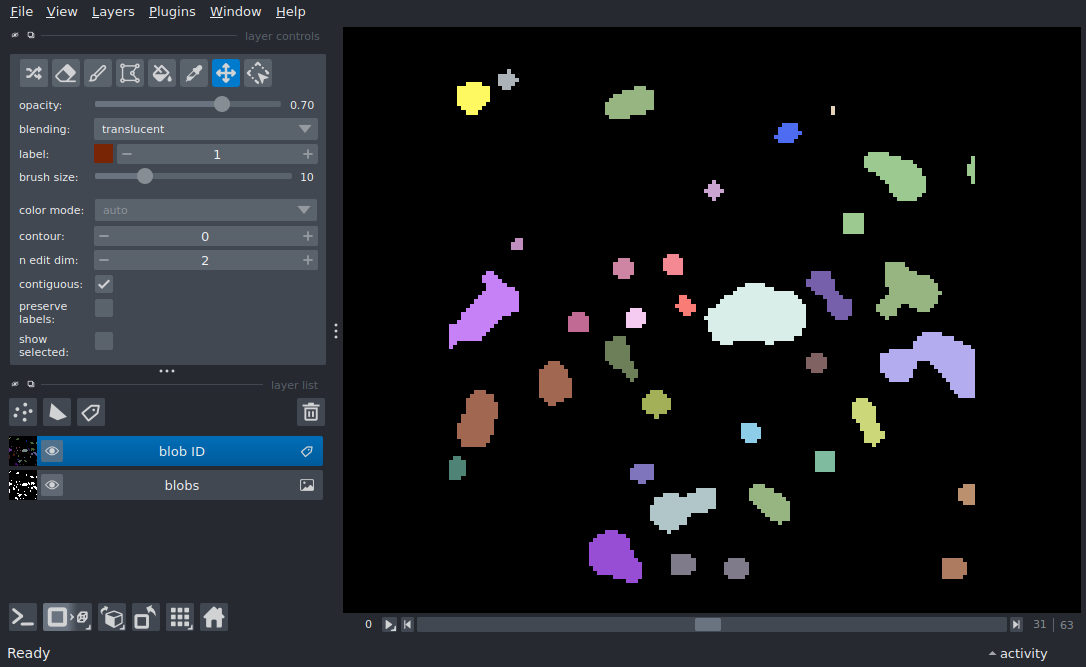 File View Layers Plugins Window Help
layer controls
opacity: 0.70
blending: translucent
label: 1
brush size: 10
color mode: auto
contour: 0
n edit dim: 2
contiguous:
preserve
labels:
show
selected:
layer list
blob ID
blobs
0 31 63
Ready activity